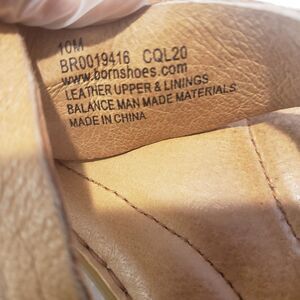 10M
BR0019416 CQL20
www.bornshoes.com
LEATHER UPPER & LININGS
BALANCE MAN MADE MATERIALS
MADE IN CHINA